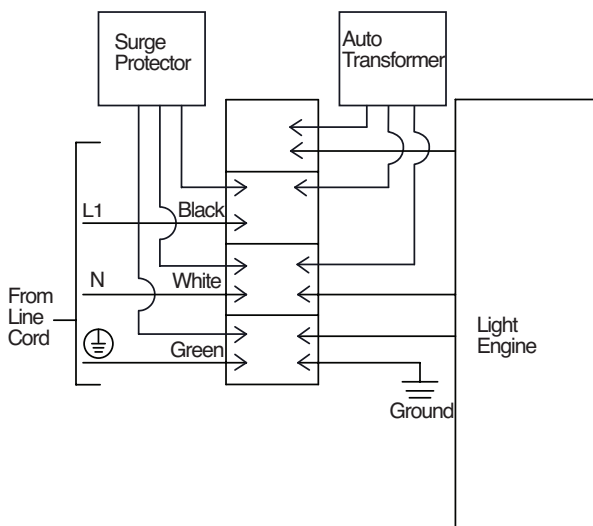 Surge
Protector
Auto
Transformer
L1
Black
N
White
From
Line
Cord
Green
Light
Engine
Ground